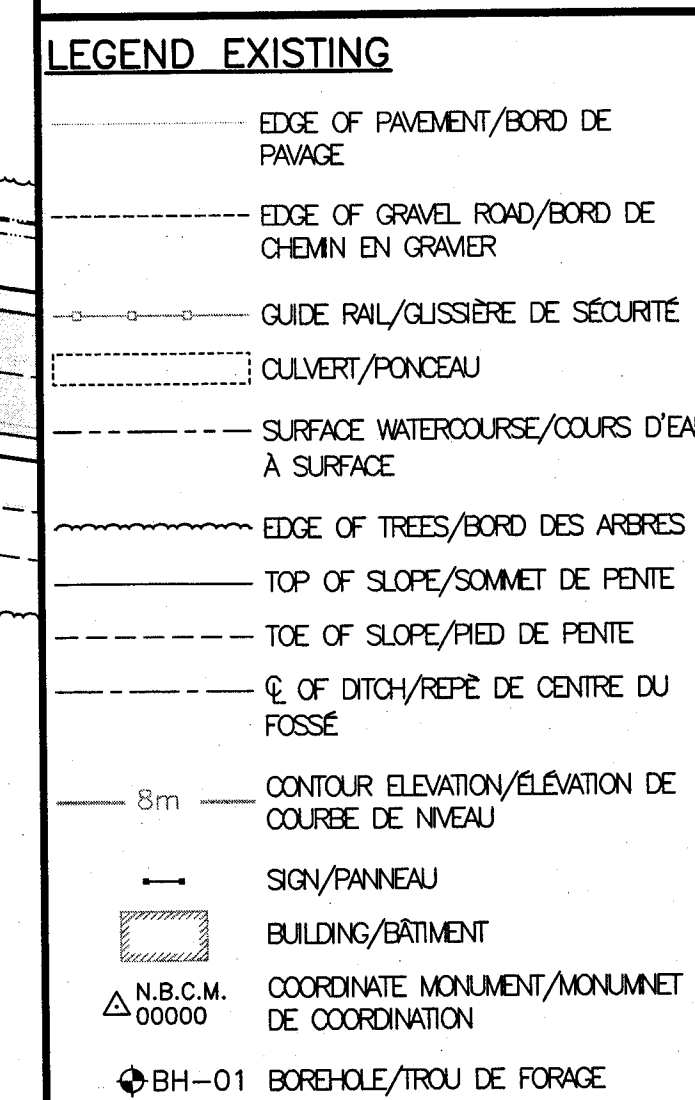 LEGEND EXISTING
EDGE OF PAVEMENT/BORD DE
PAVAGE
EDGE OF GRAVEL ROAD/BORD DE
CHEMIN EN GRAVIER
GUIDE RAIL/GLISSIÈRE DE SÉCURITÉ
CULVERT/PONCEAU
SURFACE WATERCOURSE/COURS D'EAU
À SURFACE
EDGE OF TREES/BORD DES ARBRES
TOP OF SLOPE/SOMMET DE PENTE
TOE OF SLOPE/PIED DE PENTE
℄ OF DITCH/REPÈ DE CENTRE DU
FOSSÉ
8m
CONTOUR ELEVATION/ÉLÉVATION DE
COURBE DE NIVEAU
SIGN/PANNEAU
BUILDING/BÂTIMENT
N.B.C.M.
00000
COORDINATE MONUMENT/MONUMNET
DE COORDINATION
BH-01 BOREHOLE/TROU DE FORAGE